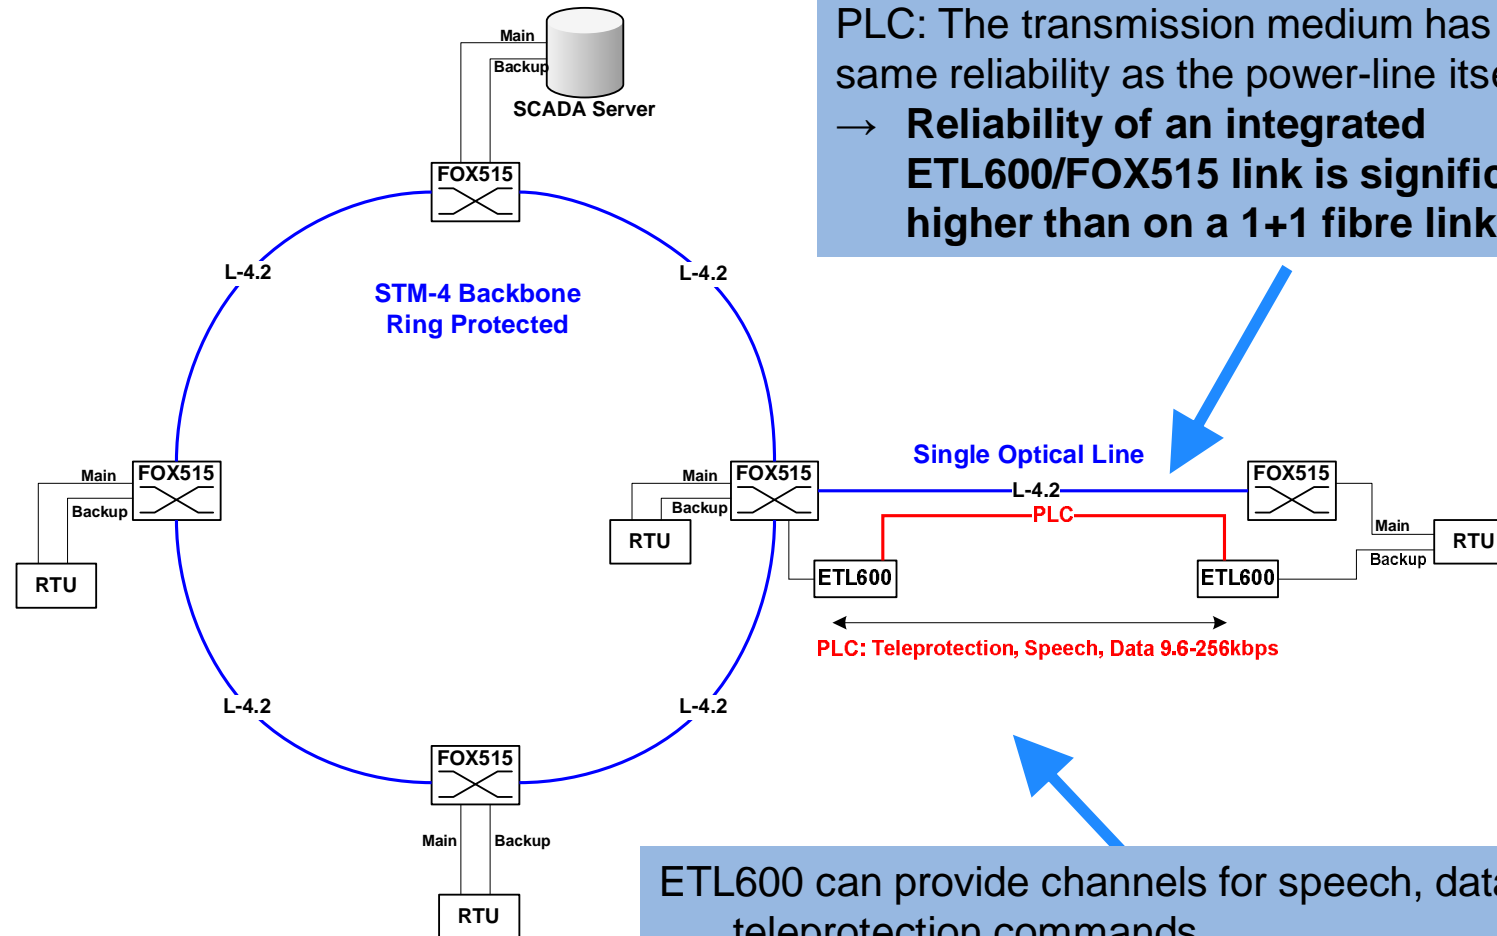 Main
Backup
SCADA Server
FOX515
PLC: The transmission medium has
same reliability as the power-line itse
→ Reliability of an integrated
ETL600/FOX515 link is signific
higher than on a 1+1 fibre link
L-4.2
L-4.2
STM-4 Backbone
Ring Protected
Main
Backup
FOX515
RTU
Main
Backup
FOX515
RTU
Single Optical Line
L-4.2
PLC
FOX515
Main
Backup
RTU
ETL600
ETL600
PLC: Teleprotection, Speech, Data 9.6-256kbps
L-4.2
L-4.2
FOX515
Main
Backup
RTU
ETL600 can provide channels for speech, data
teleprotection commands